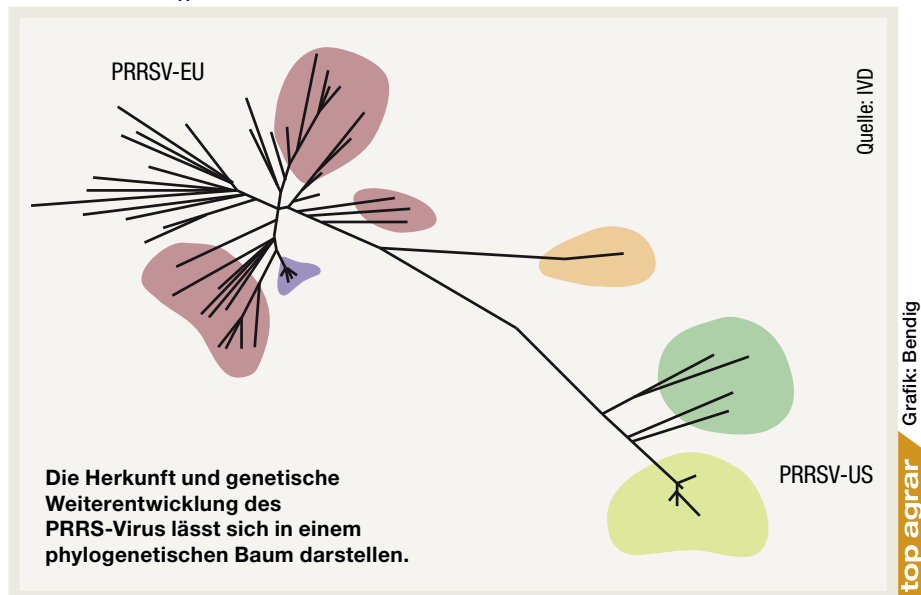 PRRSV-EU
Quelle: IVD
PRRSV-US
Die Herkunft und genetische
Weiterentwicklung des
PRRS-Virus lässt sich in einem
phylogenetischen Baum darstellen.
Grafik: Bendig
top agrar